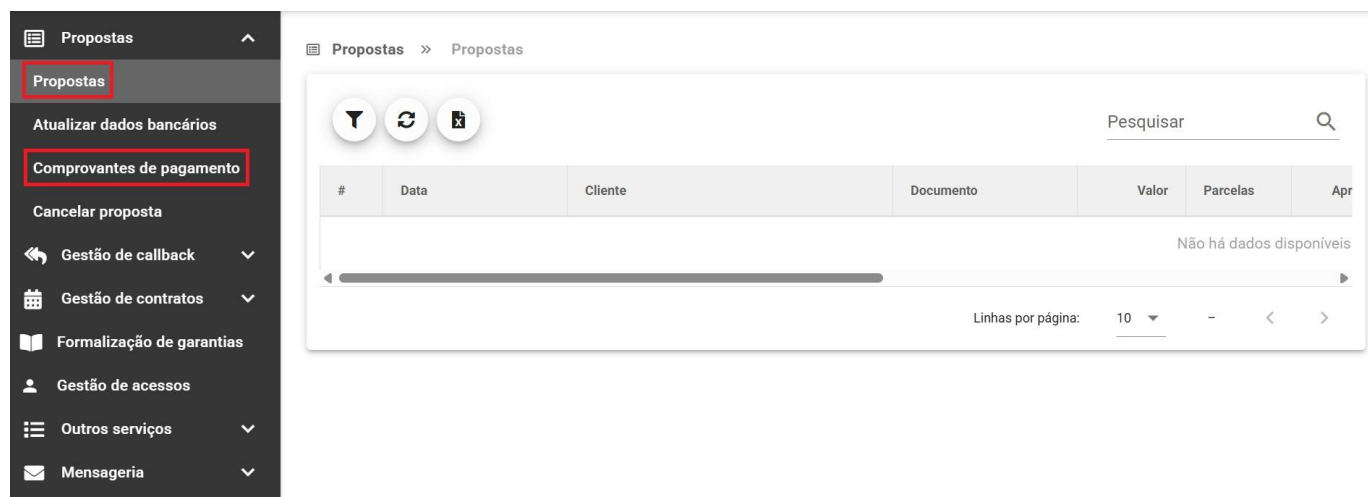 Propostas
Propostas
Atualizar dados bancários
Comprovantes de pagamento
Cancelar proposta
Gestão de callback
Gestão de contratos
Formalização de garantias
Gestão de acessos
Outros serviços
Mensageria
Propostas » Propostas
Pesquisar
# Data Cliente Documento Valor Parcelas Apr
Não há dados disponíveis
Linhas por página: 10 –